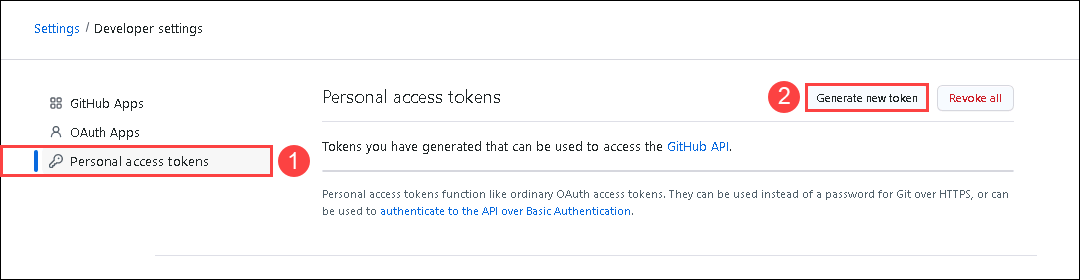 Settings / Developer settings
GitHub Apps
OAuth Apps
Personal access tokens
1
Personal access tokens
2
Generate new token
Revoke all
Tokens you have generated that can be used to access the GitHub API.
Personal access tokens function like ordinary OAuth access tokens. They can be used instead of a password for Git over HTTPS, or can
be used to authenticate to the API over Basic Authentication.